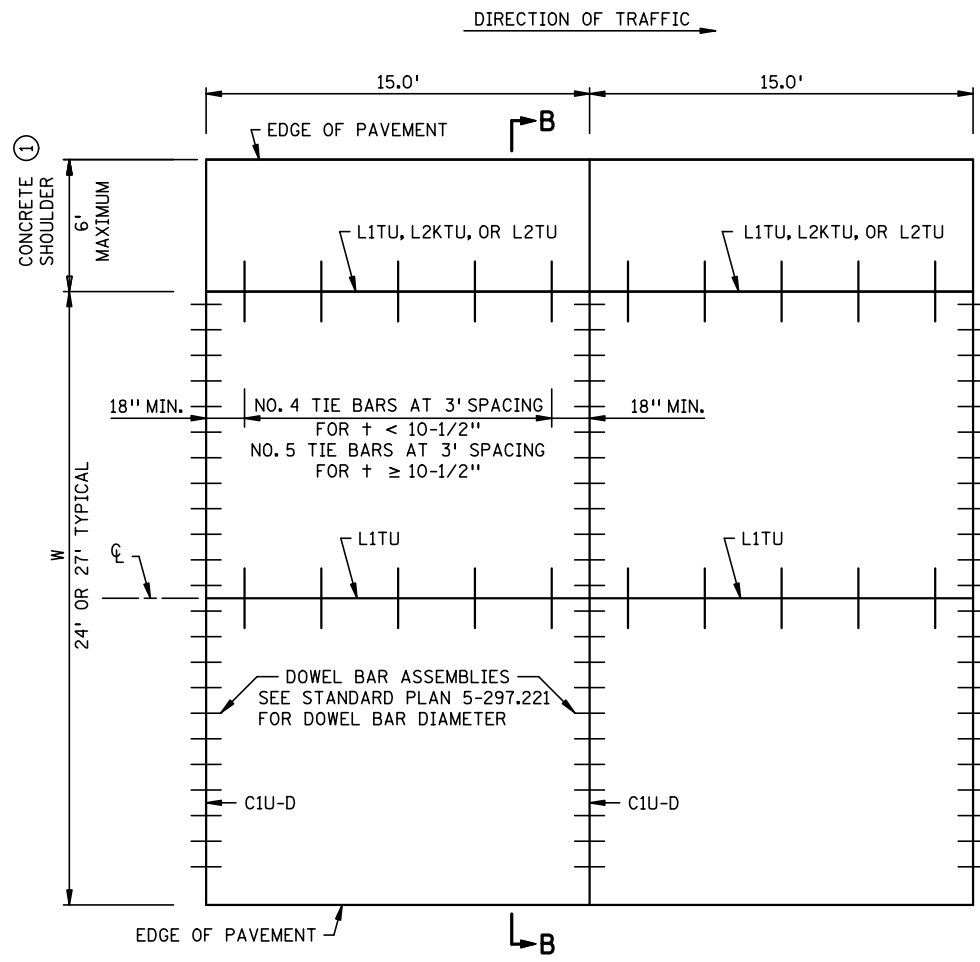 DIRECTION OF TRAFFIC
15.0'
15.0'
B
EDGE OF PAVEMENT
CONCRETE 1
SHOULDER
6'
MAXIMUM
L1TU, L2KTU, OR L2TU
L1TU, L2KTU, OR L2TU
18" MIN.
NO. 4 TIE BARS AT 3' SPACING
FOR t < 10-1/2"
NO. 5 TIE BARS AT 3' SPACING
FOR t ≥ 10-1/2"
18" MIN.
W
24' OR 27' TYPICAL
℄
L1TU
L1TU
DOWEL BAR ASSEMBLIES
SEE STANDARD PLAN 5-297.221
FOR DOWEL BAR DIAMETER
C1U-D
C1U-D
EDGE OF PAVEMENT
B